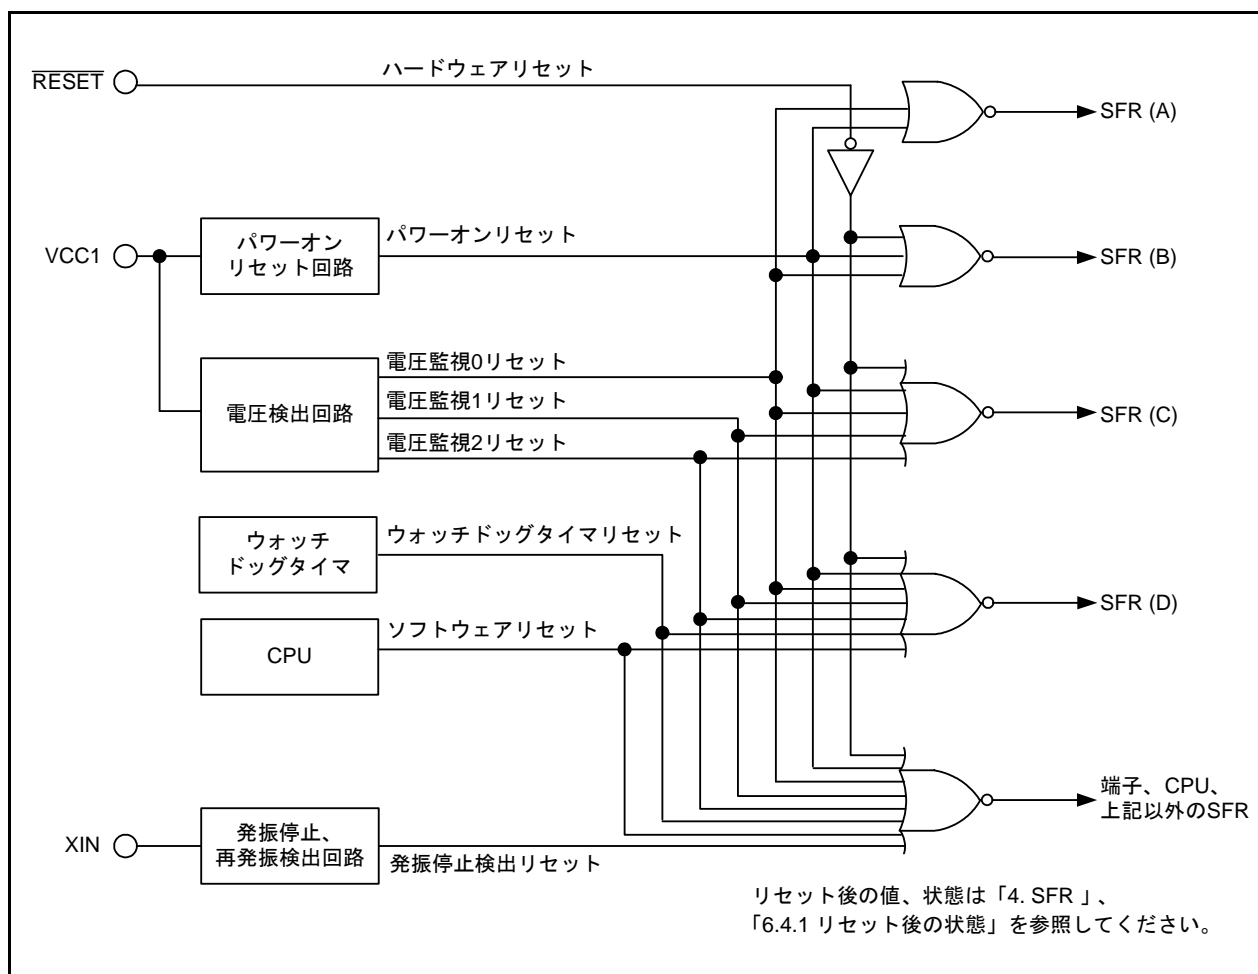 RESET
ハードウェアリセット
SFR (A)
VCC1
パワーオン
リセット回路
パワーオンリセット
SFR (B)
電圧検出回路
電圧監視0リセット
電圧監視1リセット
電圧監視2リセット
SFR (C)
ウォッチ
ドッグタイマ
ウォッチドッグタイマリセット
CPU
ソフトウェアリセット
SFR (D)
端子、CPU、
上記以外のSFR
XIN
発振停止、
再発振検出回路
発振停止検出リセット
リセット後の値、状態は「4. SFR 」、
「6.4.1 リセット後の状態」を参照してください。